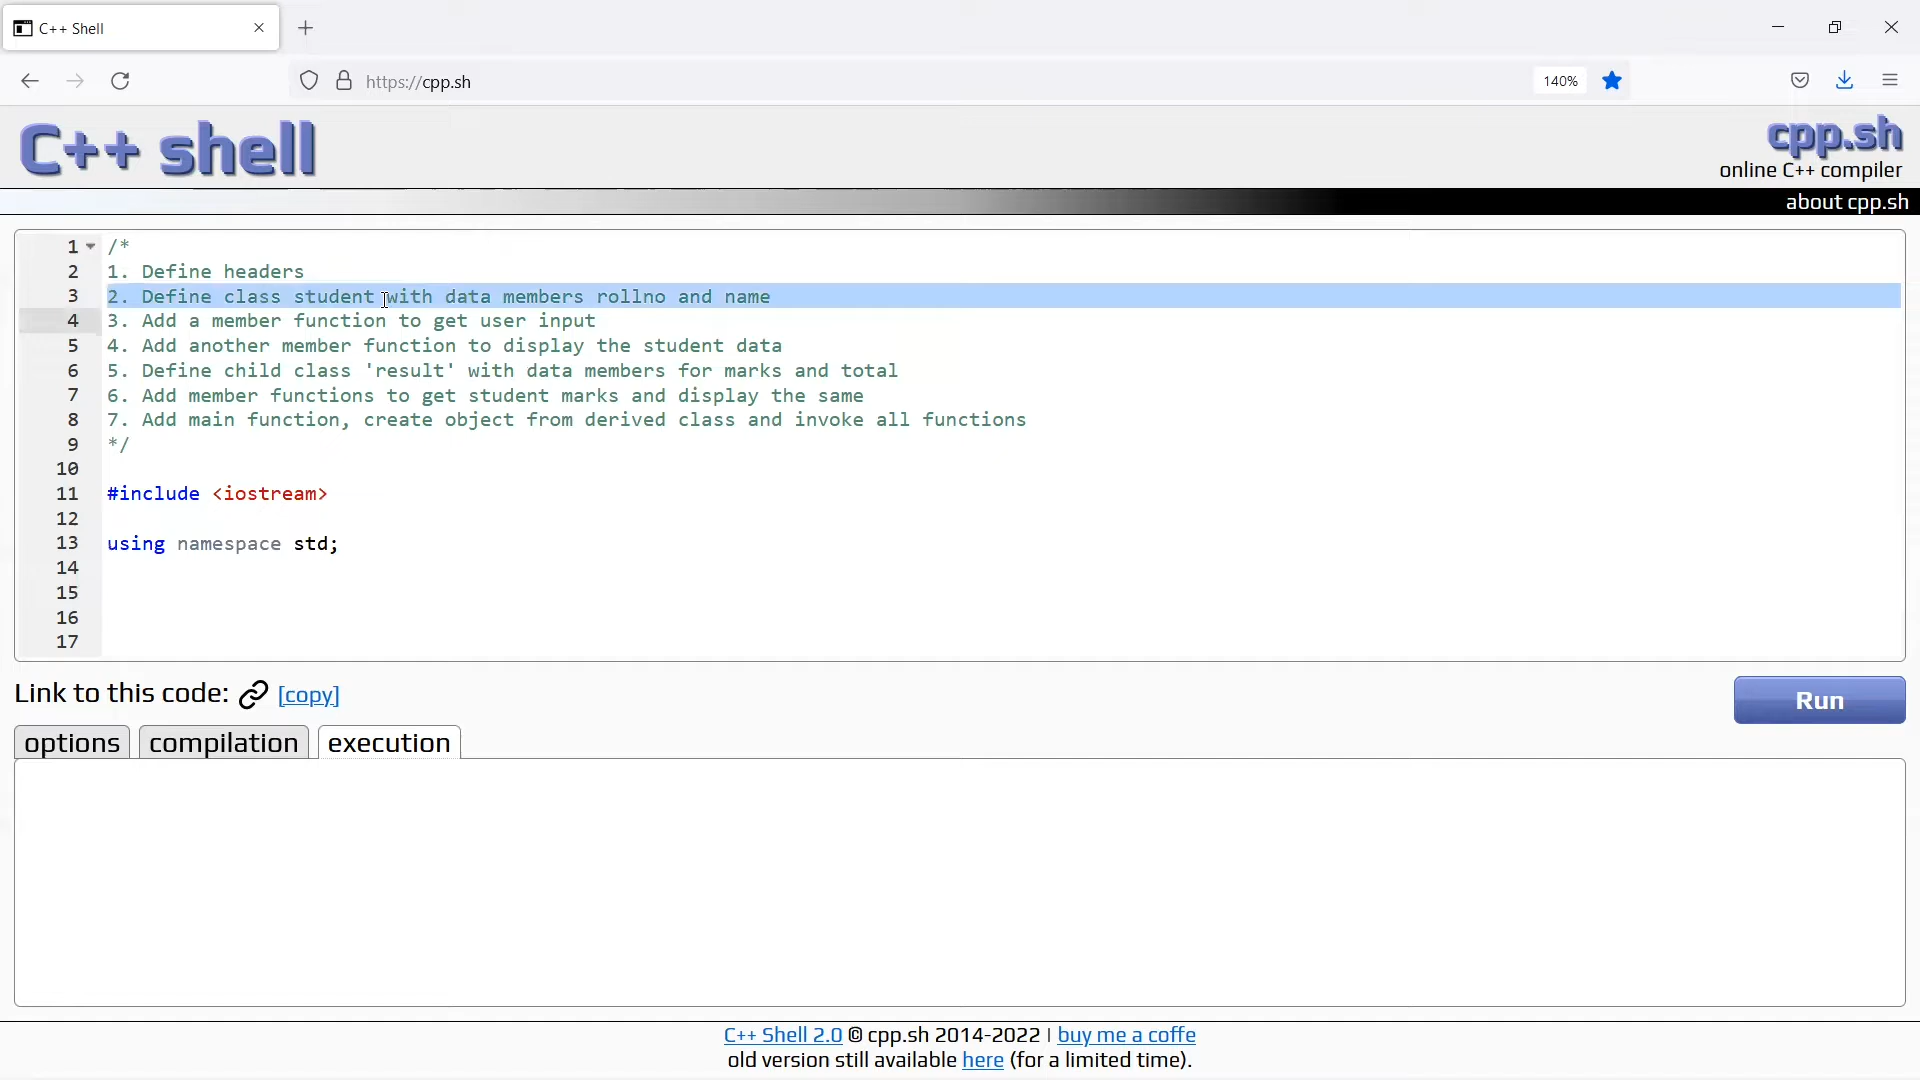 C++ Shell
https://cpp.sh
140%
C++ shell
cpp.sh
online C++ compiler
about cpp.sh
1 /*
2 1. Define headers
3 2. Define class student with data members rollno and name
4 3. Add a member function to get user input
5 4. Add another member function to display the student data
6 5. Define child class 'result' with data members for marks and total
7 6. Add member functions to get student marks and display the same
8 7. Add main function, create object from derived class and invoke all functions
9 */
10
11 #include <iostream>
12
13 using namespace std;
14
15
16
17
Link to this code: [copy]
Run
options compilation execution
C++ Shell 2.0 © cpp.sh 2014-2022 | buy me a coffe
old version still available here (for a limited time).